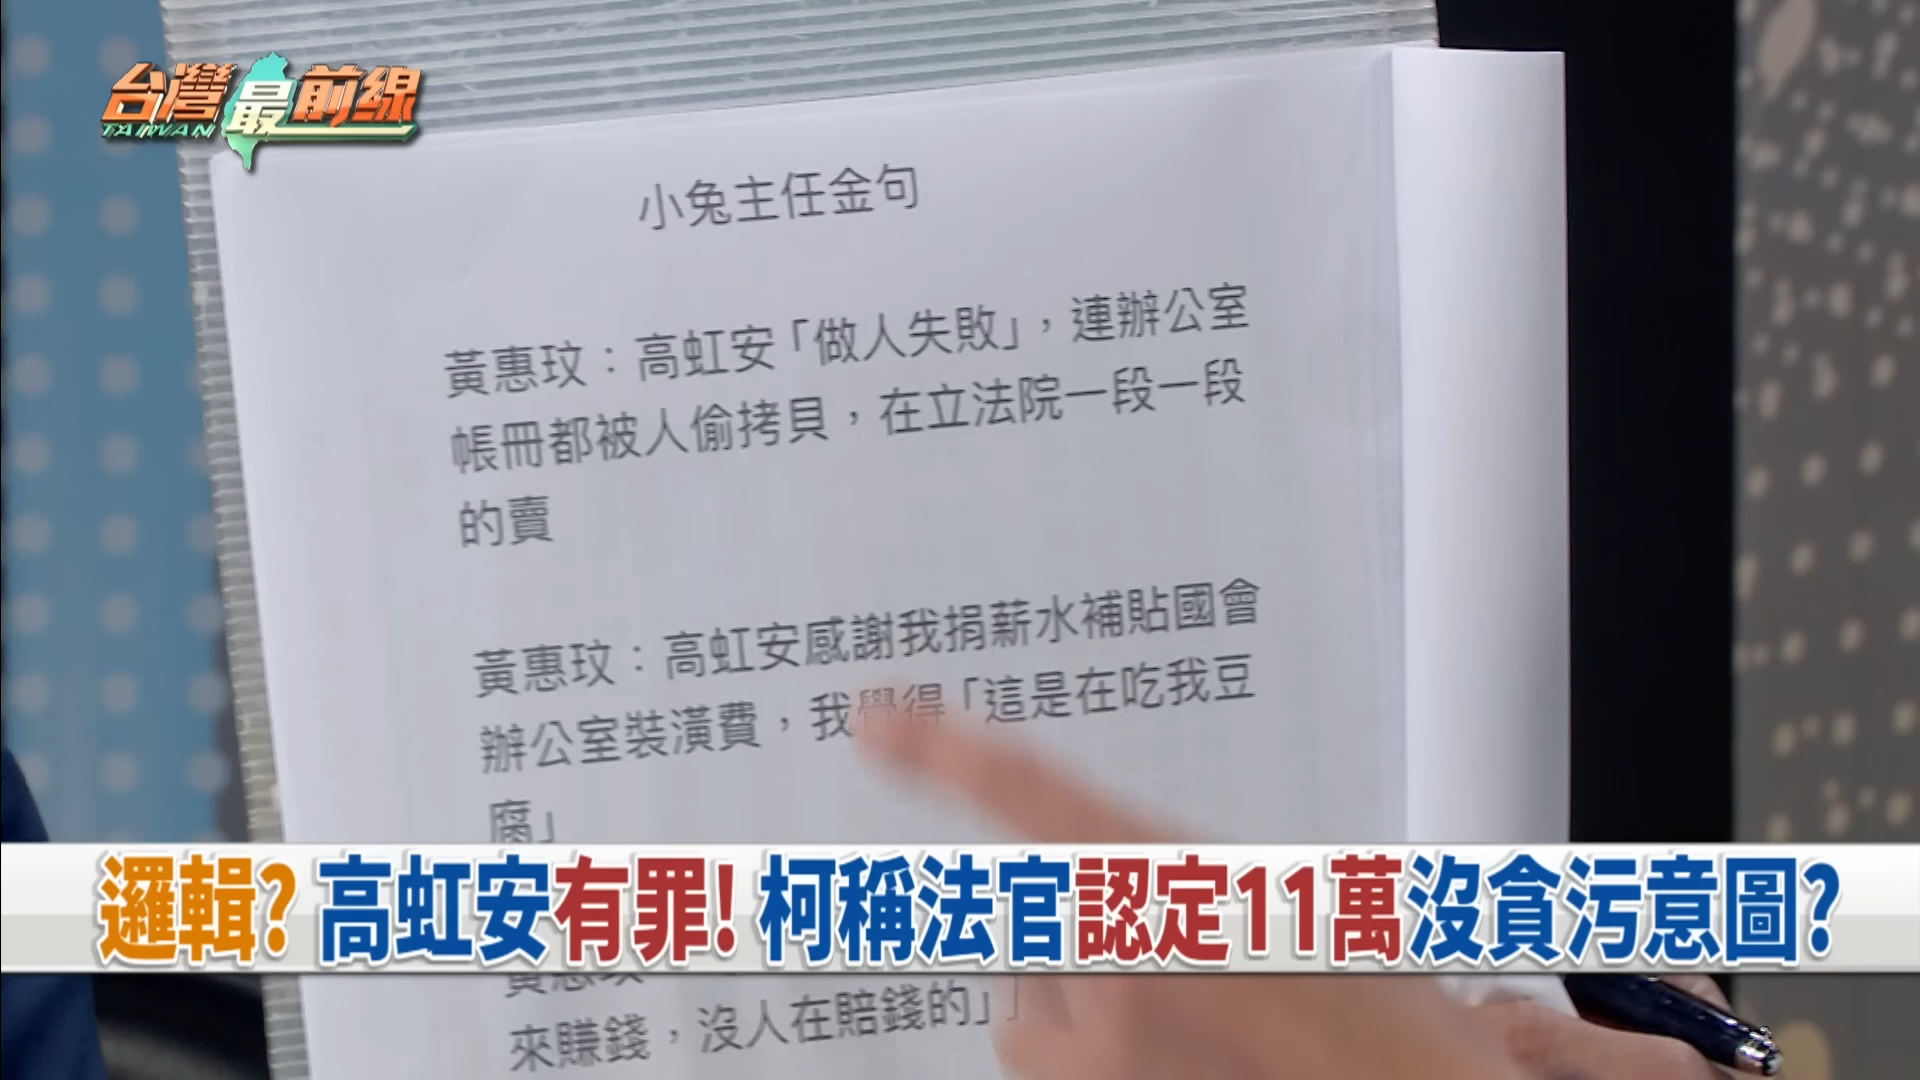 台灣最前線
TAIWAN
小兔主任金句
黃惠玟：高虹安「做人失敗」，連辦公室
帳冊都被人偷拷貝，在立法院一段一段
的賣
黃惠玟：高虹安感謝我捐薪水補貼國會
辦公室裝潢費，我覺得「這是在吃我豆
腐」
邏輯？高虹安有罪！柯稱法官認定11萬沒貪污意圖？
黃惠玟
來賺錢，沒人在賠錢的」